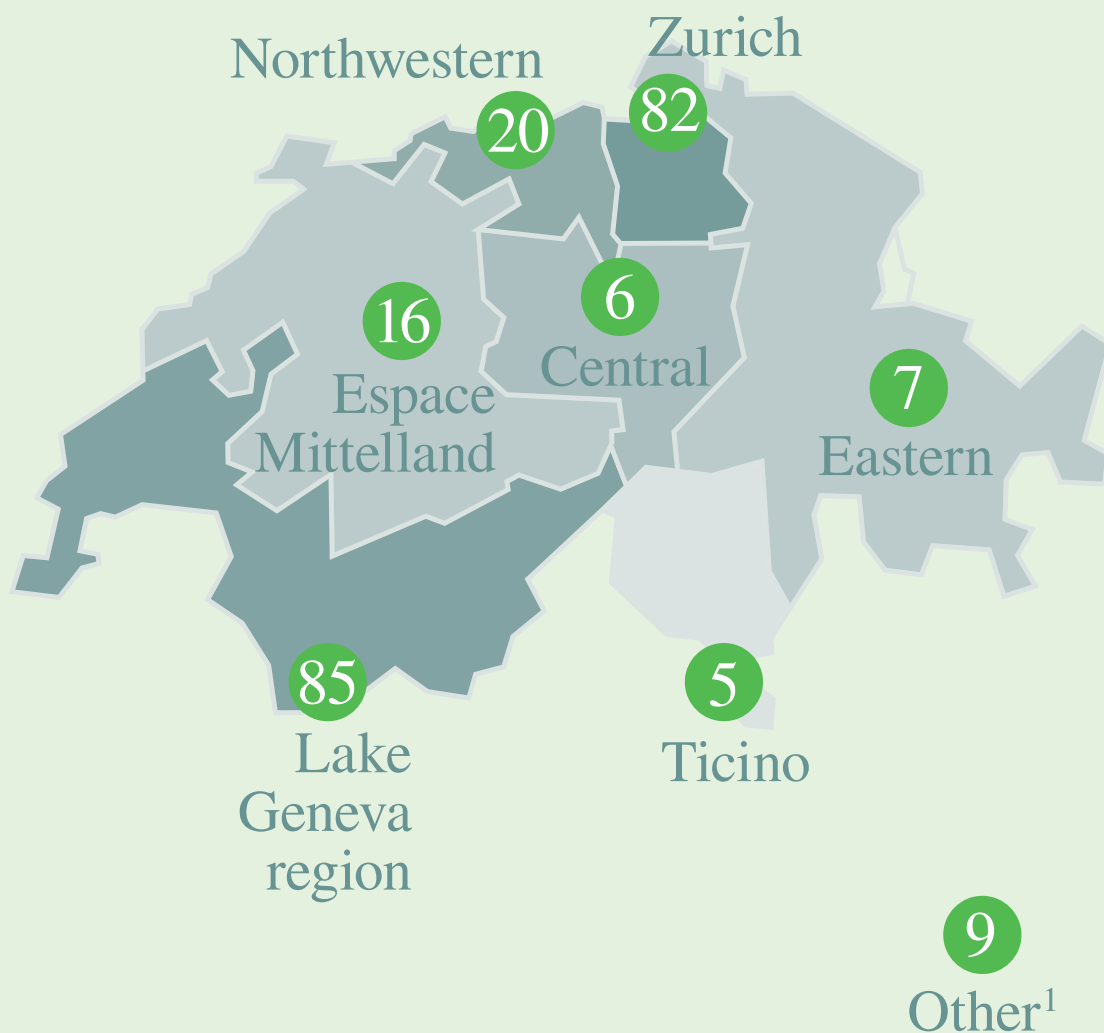 Zurich
Northwestern
82
20
6
16
Central
7
Espace
Mittelland
Eastern
85
5
Lake
Geneva
region
Ticino
9
Other¹